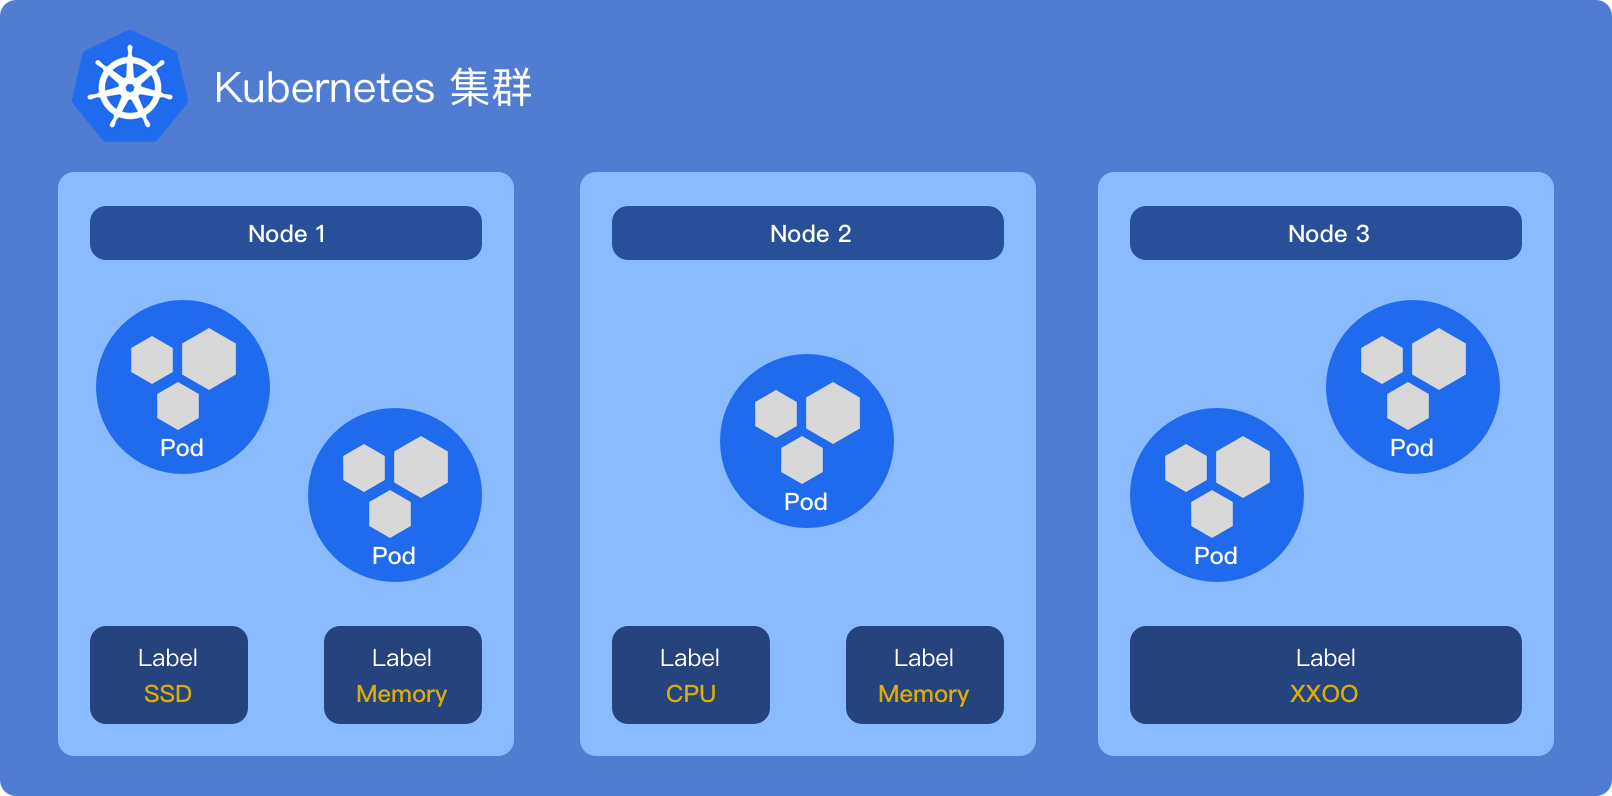 Kubernetes 集群
Node 1
Pod
Pod
Label
SSD
Label
Memory
Node 2
Pod
Label
CPU
Label
Memory
Node 3
Pod
Pod
Label
XXOO